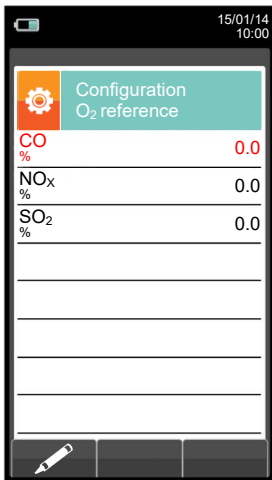 15/01/14
10:00
Configuration
O₂ reference
CO
% 0.0
NOX
% 0.0
SO₂
% 0.0